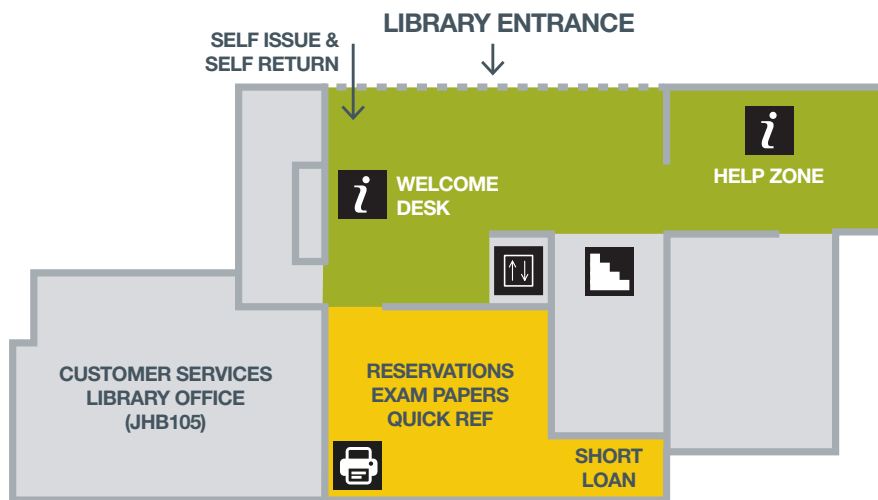 LIBRARY ENTRANCE
SELF ISSUE &
SELF RETURN
i
HELP ZONE
i
WELCOME
DESK
CUSTOMER SERVICES
LIBRARY OFFICE
(JHB105)
RESERVATIONS
EXAM PAPERS
QUICK REF
SHORT
LOAN